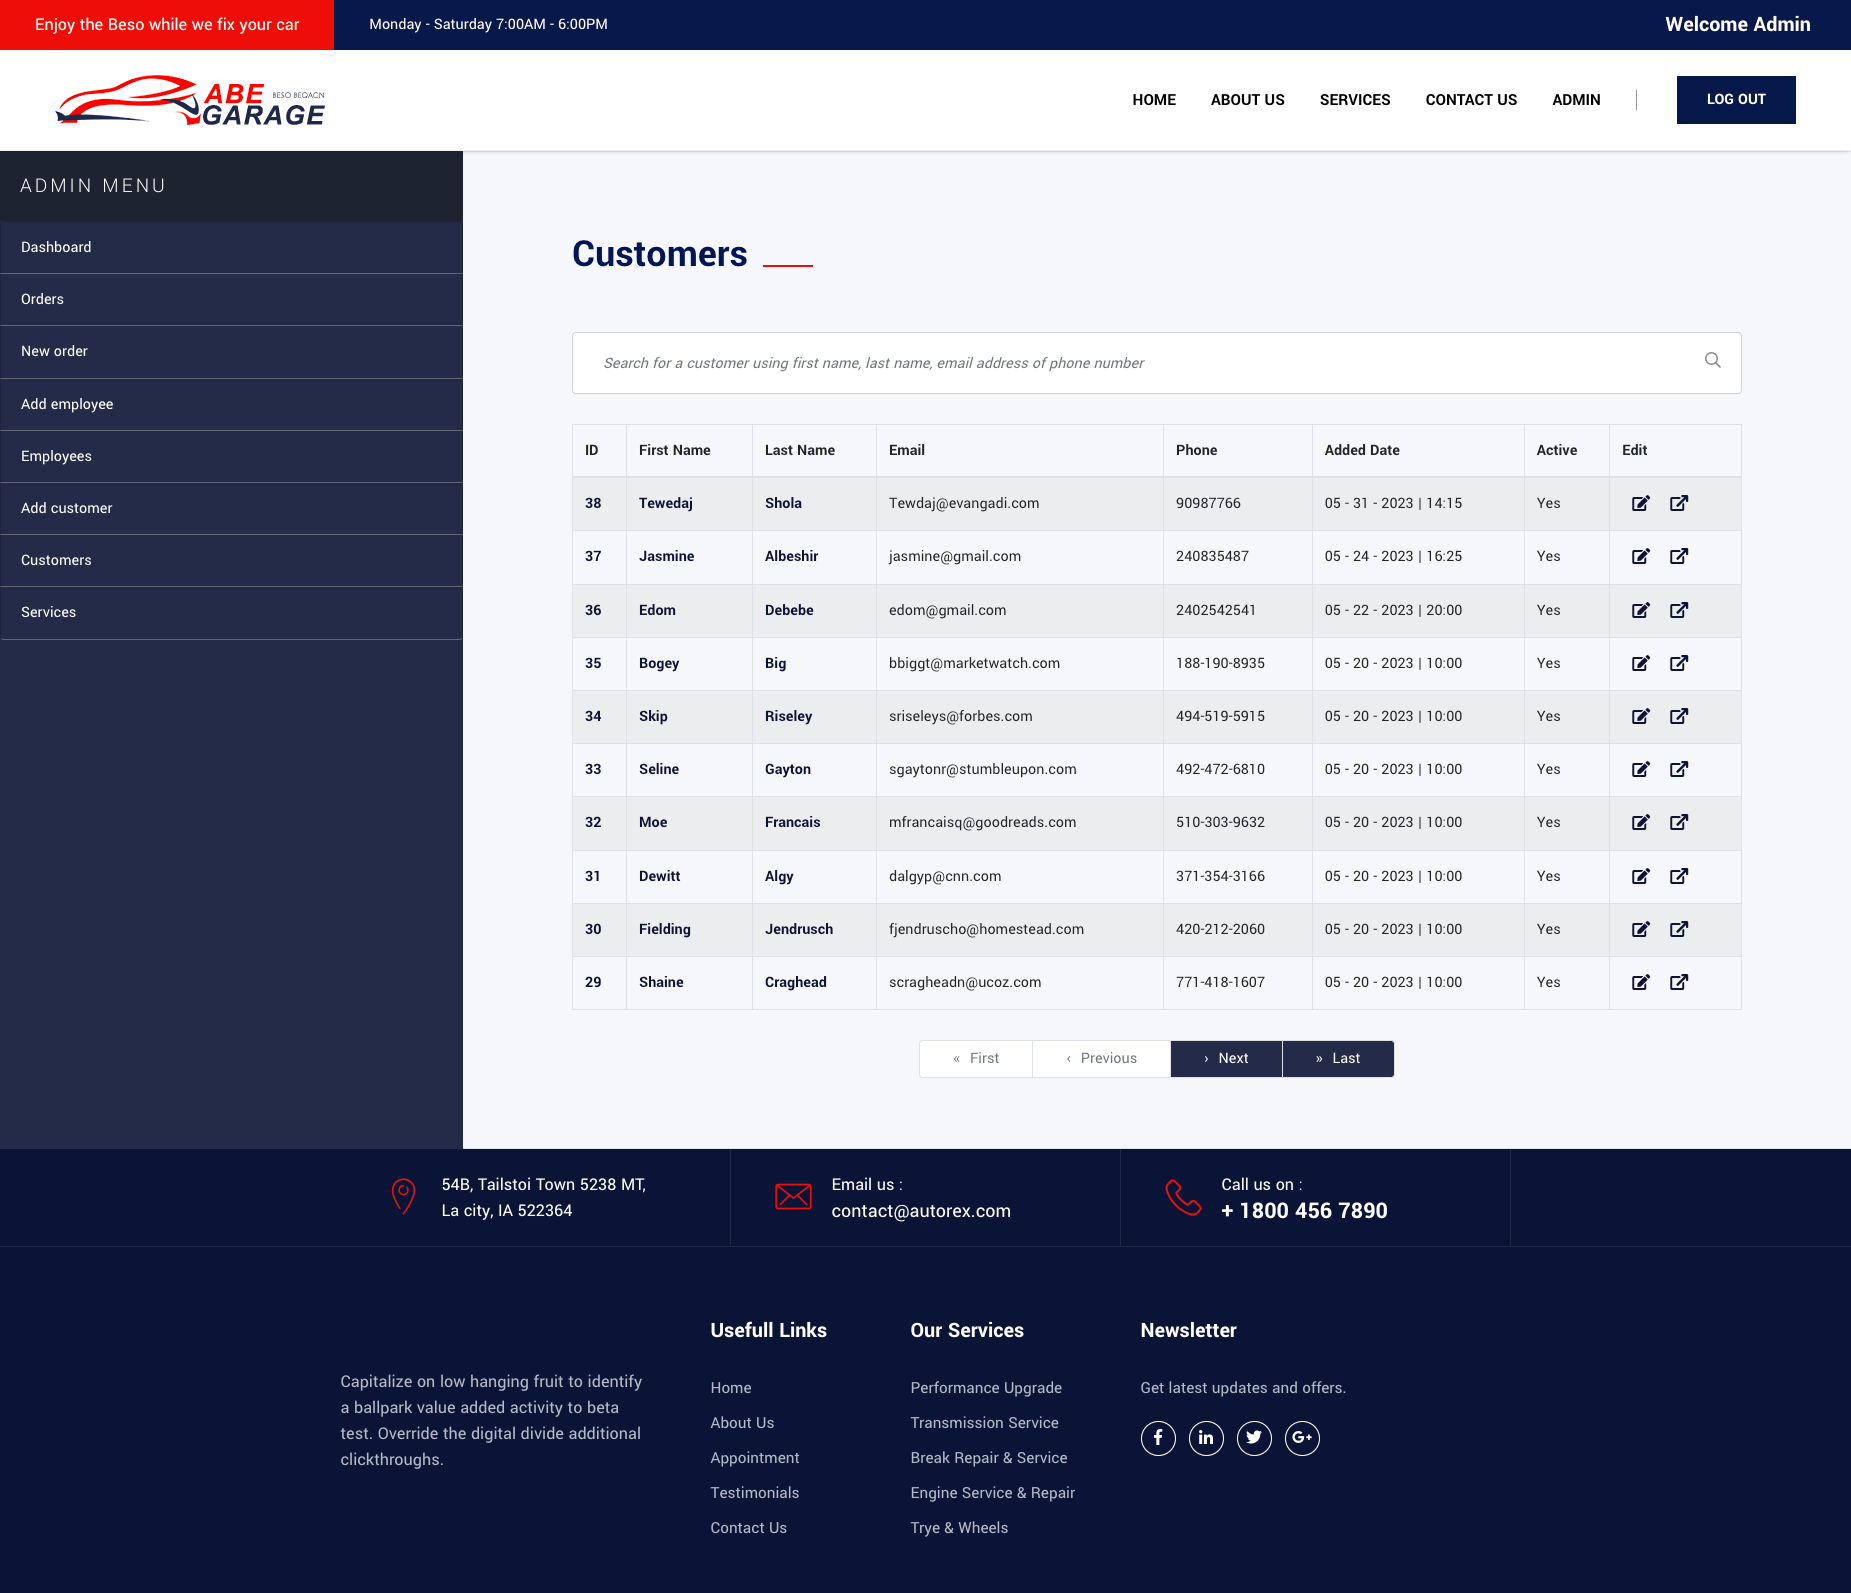 Enjoy the Beso while we fix your car
Monday - Saturday 7:00AM - 6:00PM
Welcome Admin
ABE BESO BEQACN
GARAGE
HOME ABOUT US SERVICES CONTACT US ADMIN LOG OUT
ADMIN MENU
Dashboard
Orders
New order
Add employee
Employees
Add customer
Customers
Services
Customers
Search for a customer using first name, last name, email address of phone number
ID First Name Last Name Email Phone Added Date Active Edit
38 Tewedaj Shola Tewdaj@evangadi.com 90987766 05 - 31 - 2023 | 14:15 Yes
37 Jasmine Albeshir jasmine@gmail.com 240835487 05 - 24 - 2023 | 16:25 Yes
36 Edom Debebe edom@gmail.com 2402542541 05 - 22 - 2023 | 20:00 Yes
35 Bogey Big bbiggt@marketwatch.com 188-190-8935 05 - 20 - 2023 | 10:00 Yes
34 Skip Riseley sriseleys@forbes.com 494-519-5915 05 - 20 - 2023 | 10:00 Yes
33 Seline Gayton sgaytonr@stumbleupon.com 492-472-6810 05 - 20 - 2023 | 10:00 Yes
32 Moe Francais mfrancaisq@goodreads.com 510-303-9632 05 - 20 - 2023 | 10:00 Yes
31 Dewitt Algy dalgyp@cnn.com 371-354-3166 05 - 20 - 2023 | 10:00 Yes
30 Fielding Jendrusch fjendruscho@homestead.com 420-212-2060 05 - 20 - 2023 | 10:00 Yes
29 Shaine Craghead scragheadn@ucoz.com 771-418-1607 05 - 20 - 2023 | 10:00 Yes
« First ‹ Previous › Next » Last
54B, Tailstoi Town 5238 MT,
La city, IA 522364
Email us :
contact@autorex.com
Call us on :
+ 1800 456 7890
Capitalize on low hanging fruit to identify
a ballpark value added activity to beta
test. Override the digital divide additional
clickthroughs.
Usefull Links
Home
About Us
Appointment
Testimonials
Contact Us
Our Services
Performance Upgrade
Transmission Service
Break Repair & Service
Engine Service & Repair
Trye & Wheels
Newsletter
Get latest updates and offers.